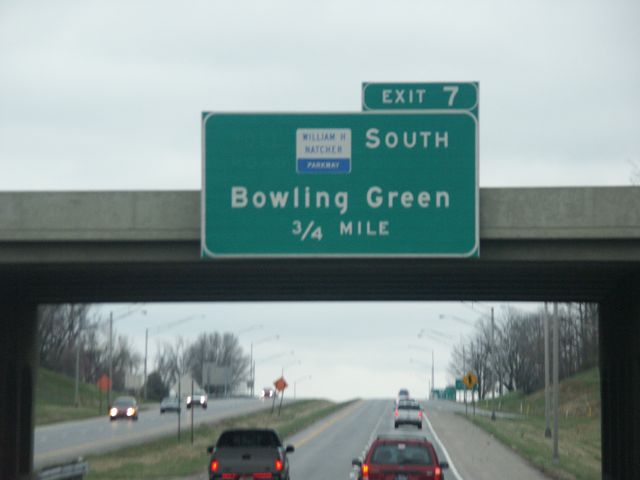 EXIT 7
WILLIAM H
NATCHER
PARKWAY
SOUTH
Bowling Green
3/4 MILE